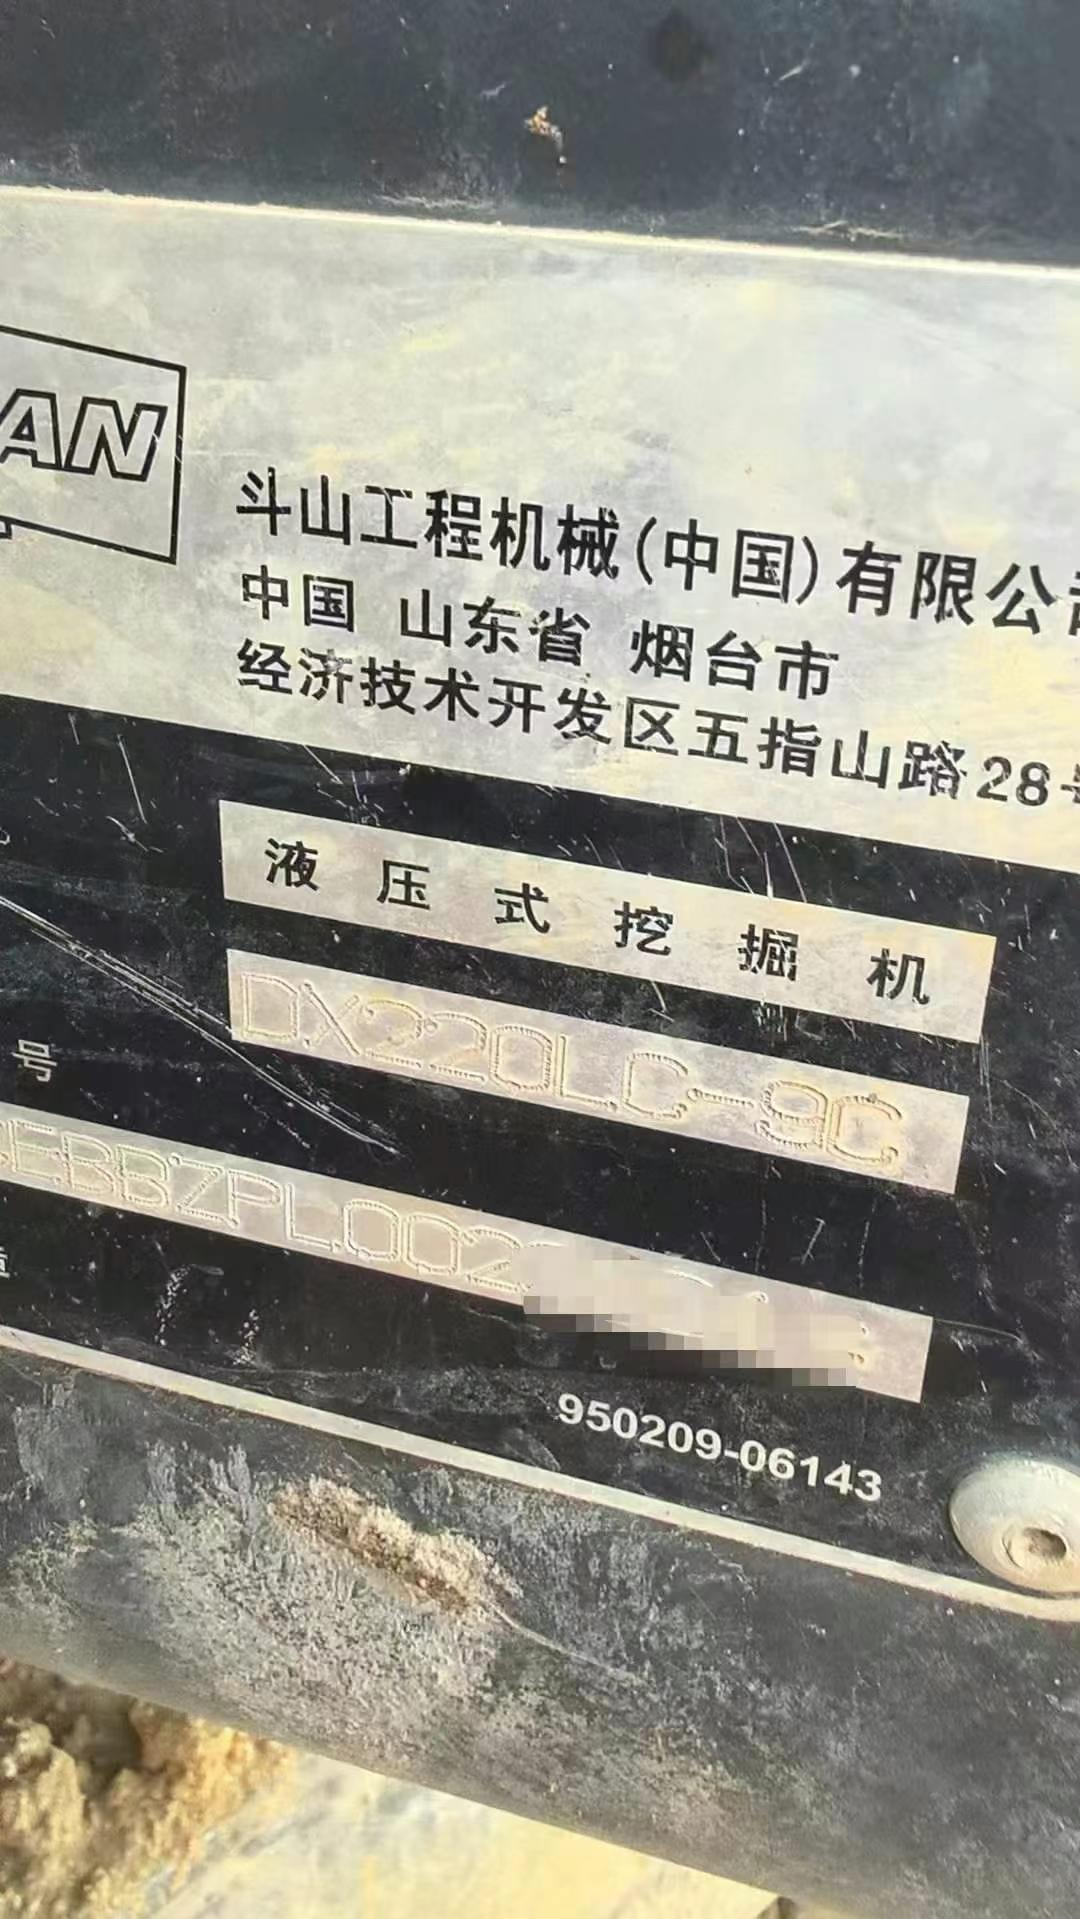 AN
斗山工程机械(中国)有限公司
中国 山东省 烟台市
经济技术开发区五指山路28号
液压式挖掘机
DX220LC-9C
号
EBBZPL002
950209-06143